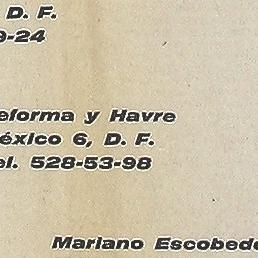 D. F.
9-24
eforma y Havre
éxico 6, D. F.
el. 528-53-98
Mariano Escobedo